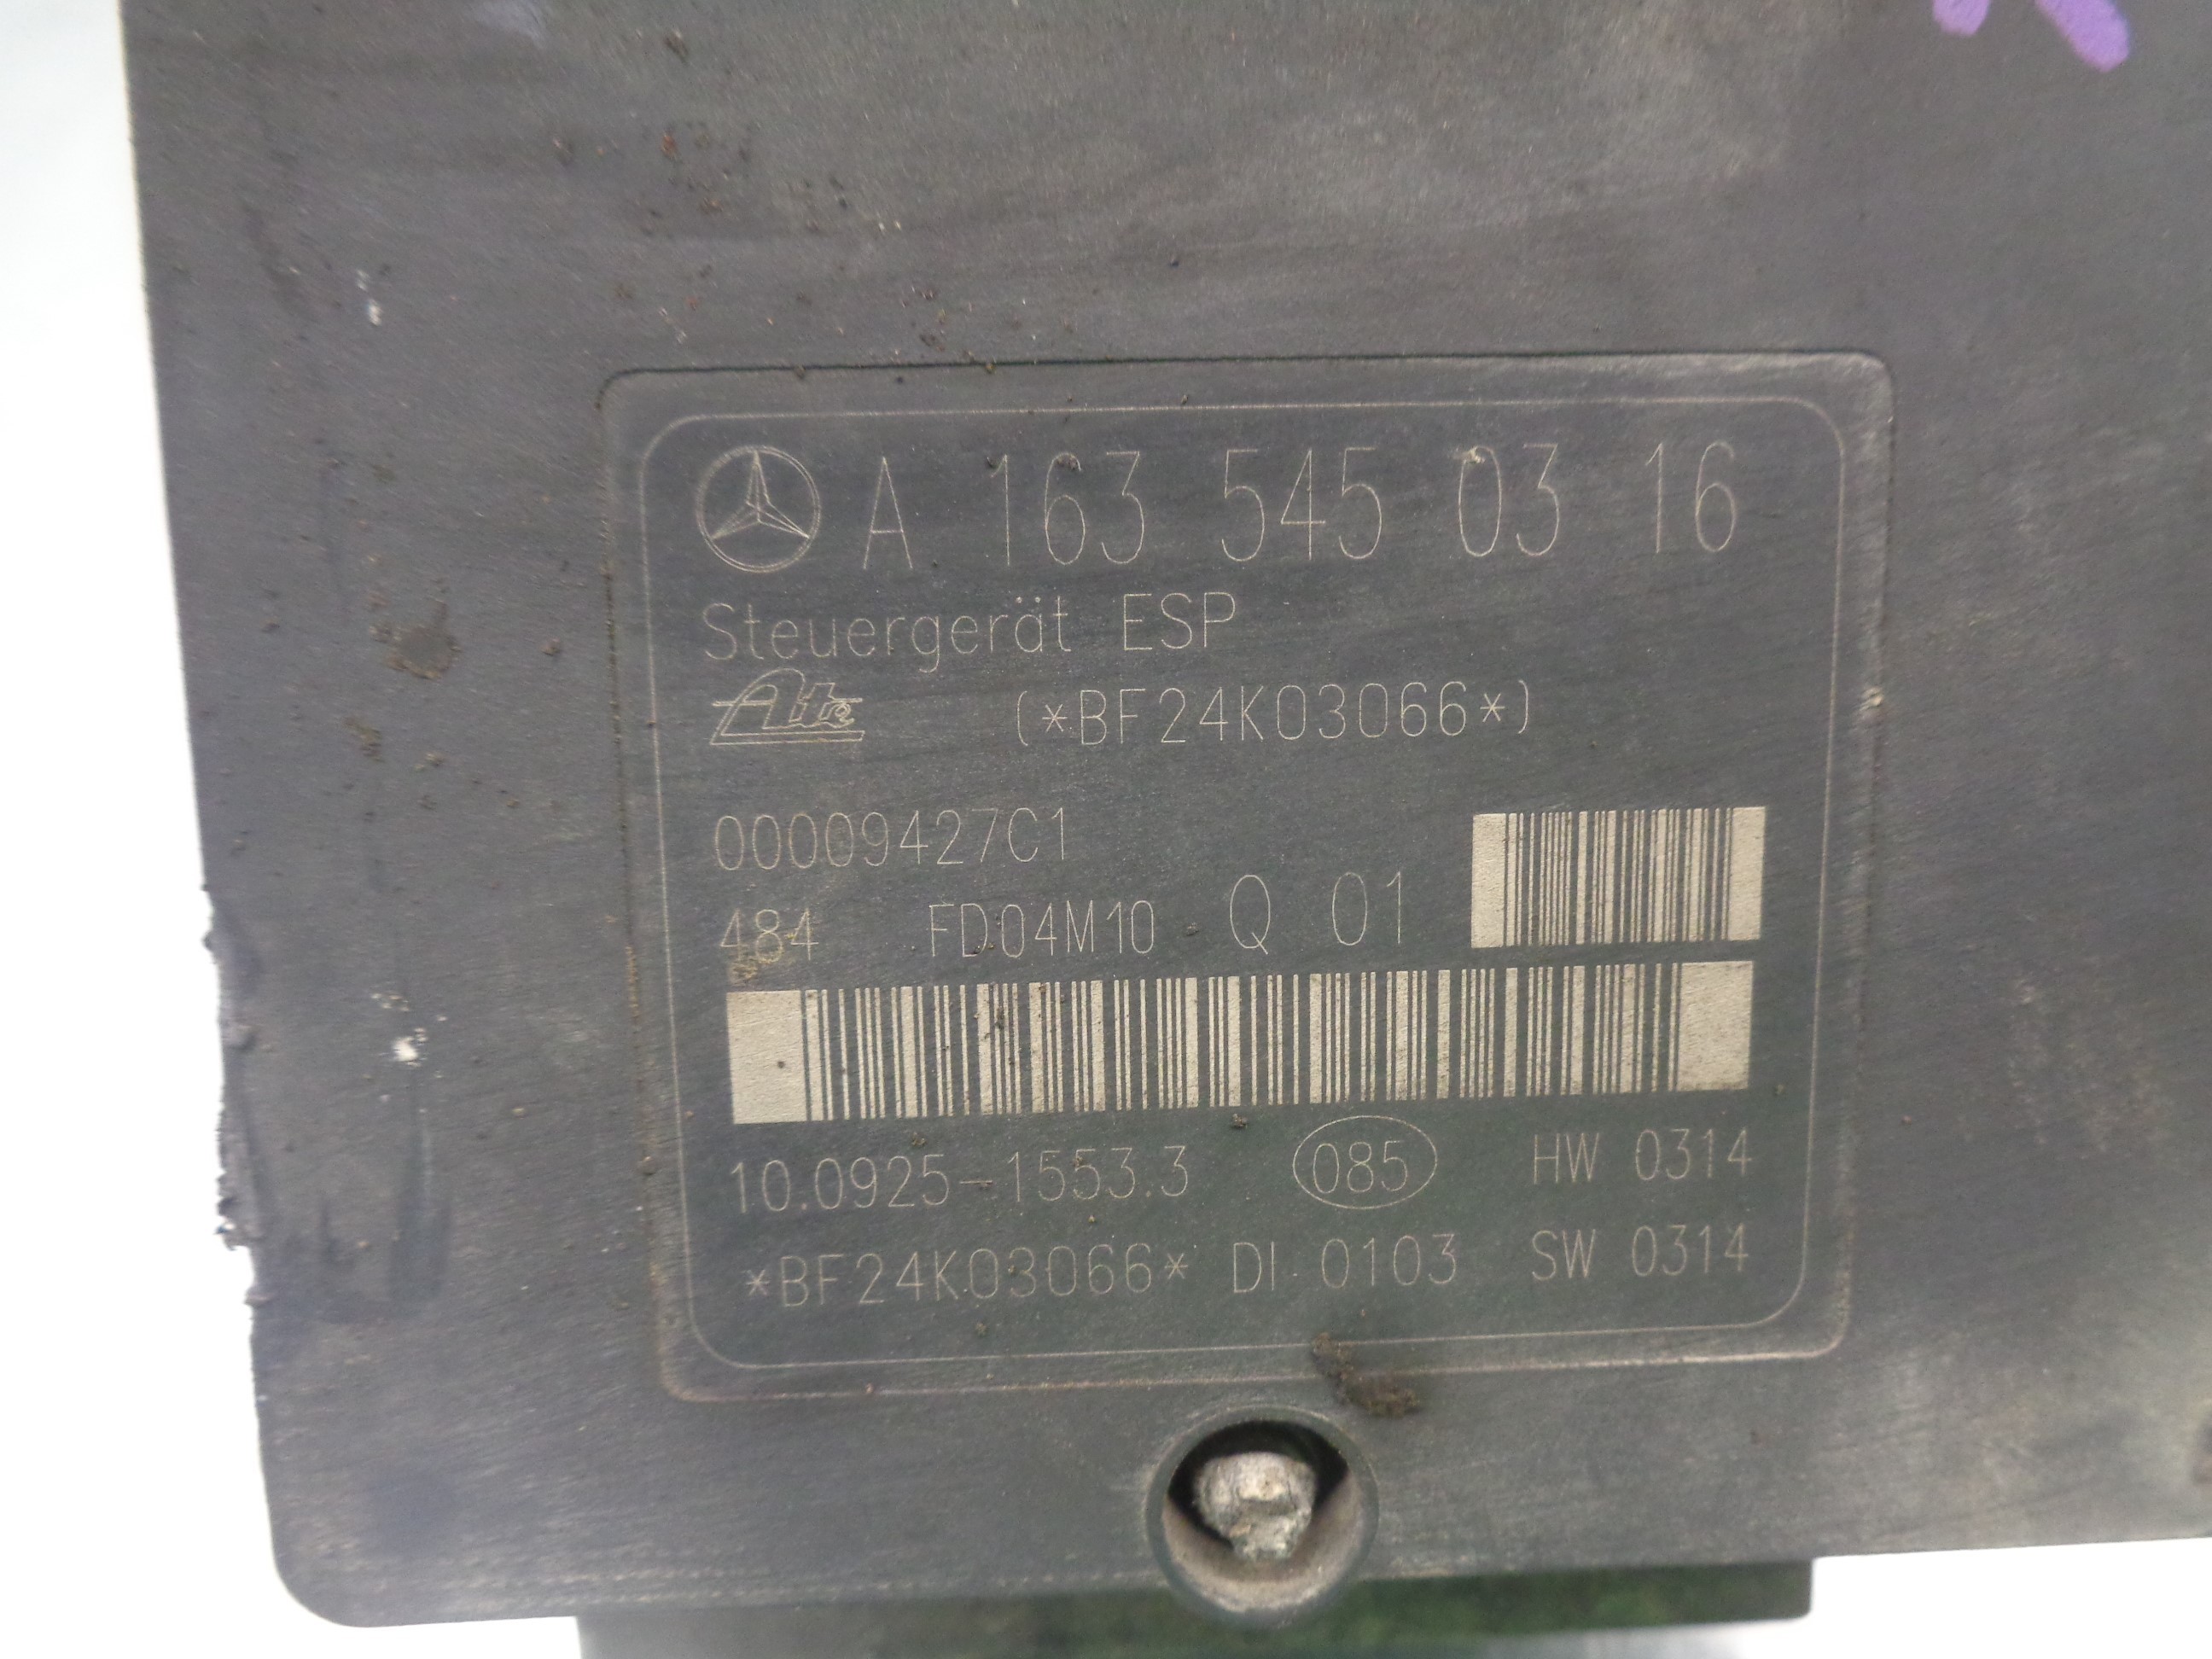 A 163 545 03 16
Steuergerät ESP
Ate (*BF24K03066*)
00009427C1
484 FD04M10 Q 01
10.0925-1553.3 085 HW 0314
*BF24K03066* DI 0103 SW 0314